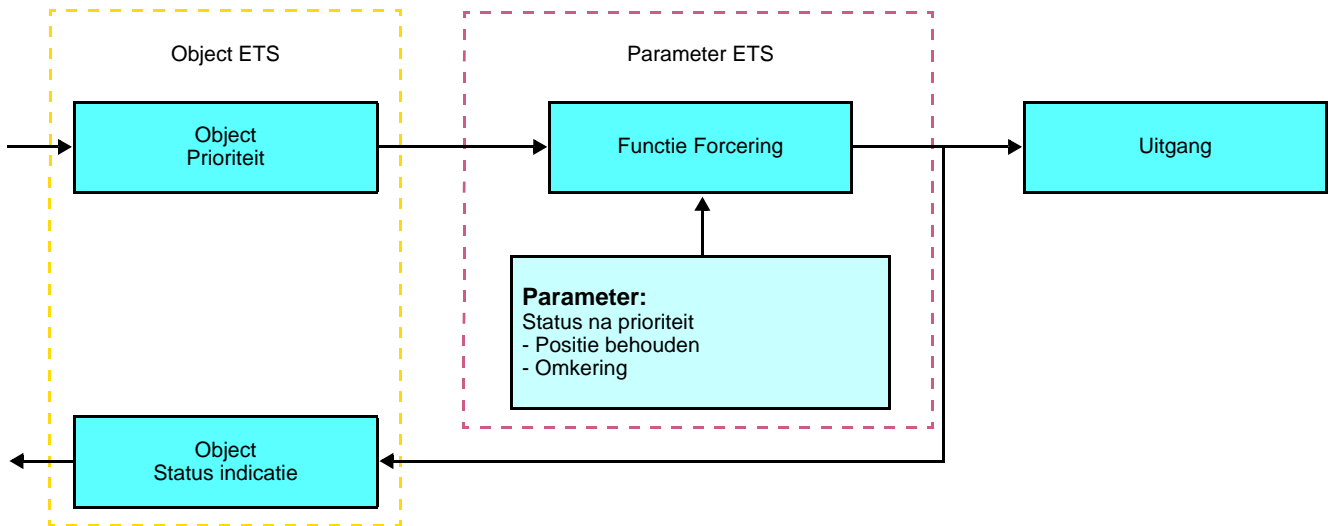 Object ETS
Parameter ETS
Object
Prioriteit
Functie Forcering
Uitgang
Parameter:
Status na prioriteit
- Positie behouden
- Omkering
Object
Status indicatie